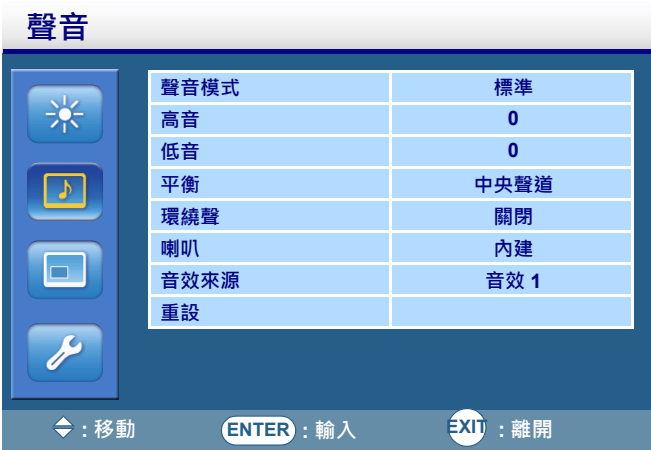 聲音
聲音模式 標準
高音 0
低音 0
平衡 中央聲道
環繞聲 關閉
喇叭 內建
音效來源 音效 1
重設
：移動 ENTER ：輸入 EXIT ：離開